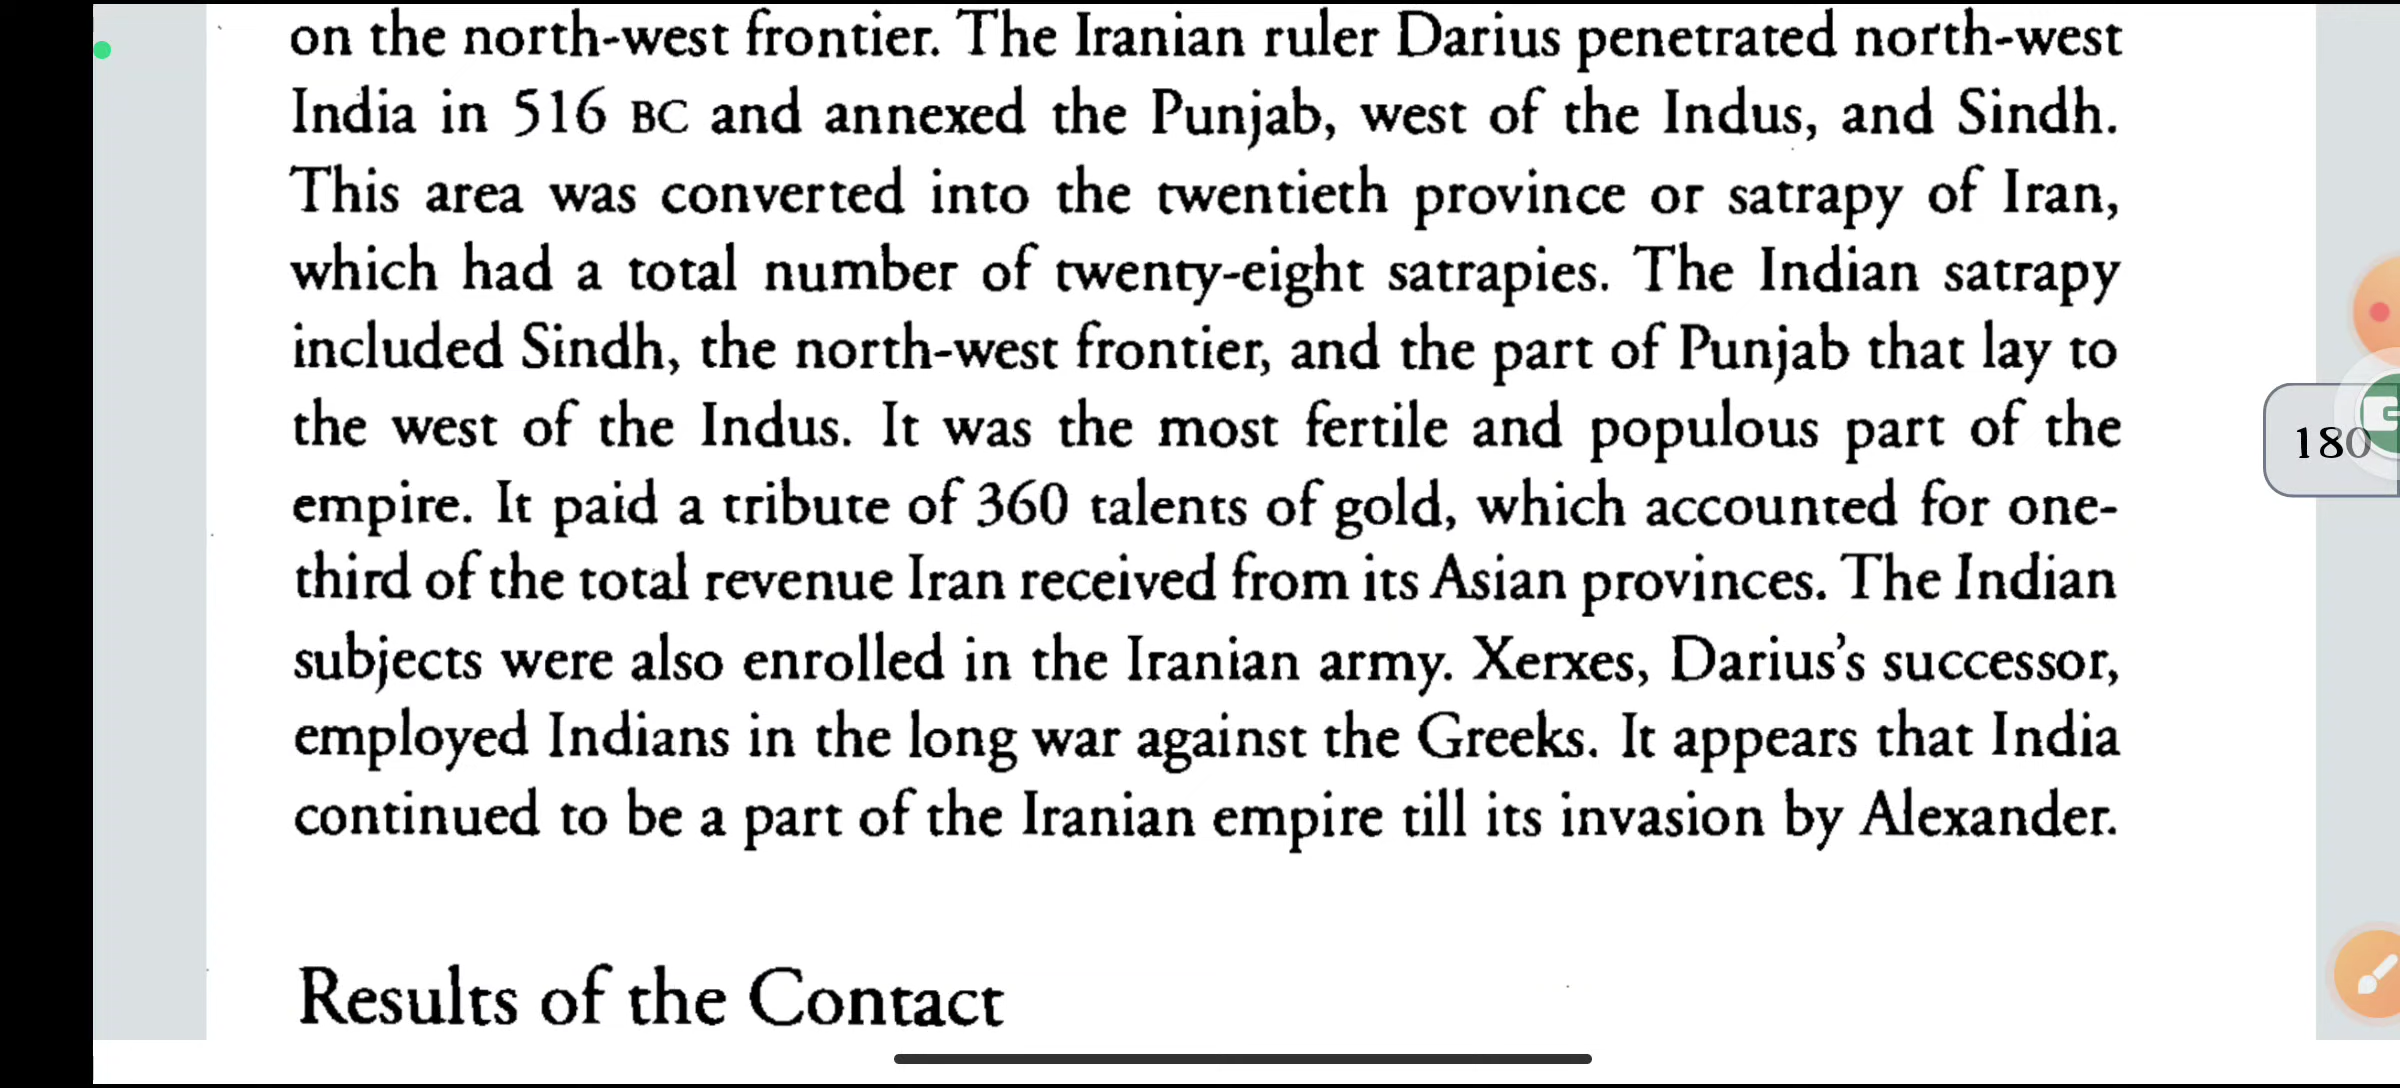 on the north-west frontier. The Iranian ruler Darius penetrated north-west
India in 516 BC and annexed the Punjab, west of the Indus, and Sindh.
This area was converted into the twentieth province or satrapy of Iran,
which had a total number of twenty-eight satrapies. The Indian satrapy
included Sindh, the north-west frontier, and the part of Punjab that lay to
the west of the Indus. It was the most fertile and populous part of the
empire. It paid a tribute of 360 talents of gold, which accounted for one-
third of the total revenue Iran received from its Asian provinces. The Indian
subjects were also enrolled in the Iranian army. Xerxes, Darius's successor,
employed Indians in the long war against the Greeks. It appears that India
continued to be a part of the Iranian empire till its invasion by Alexander.
Results of the Contact
180